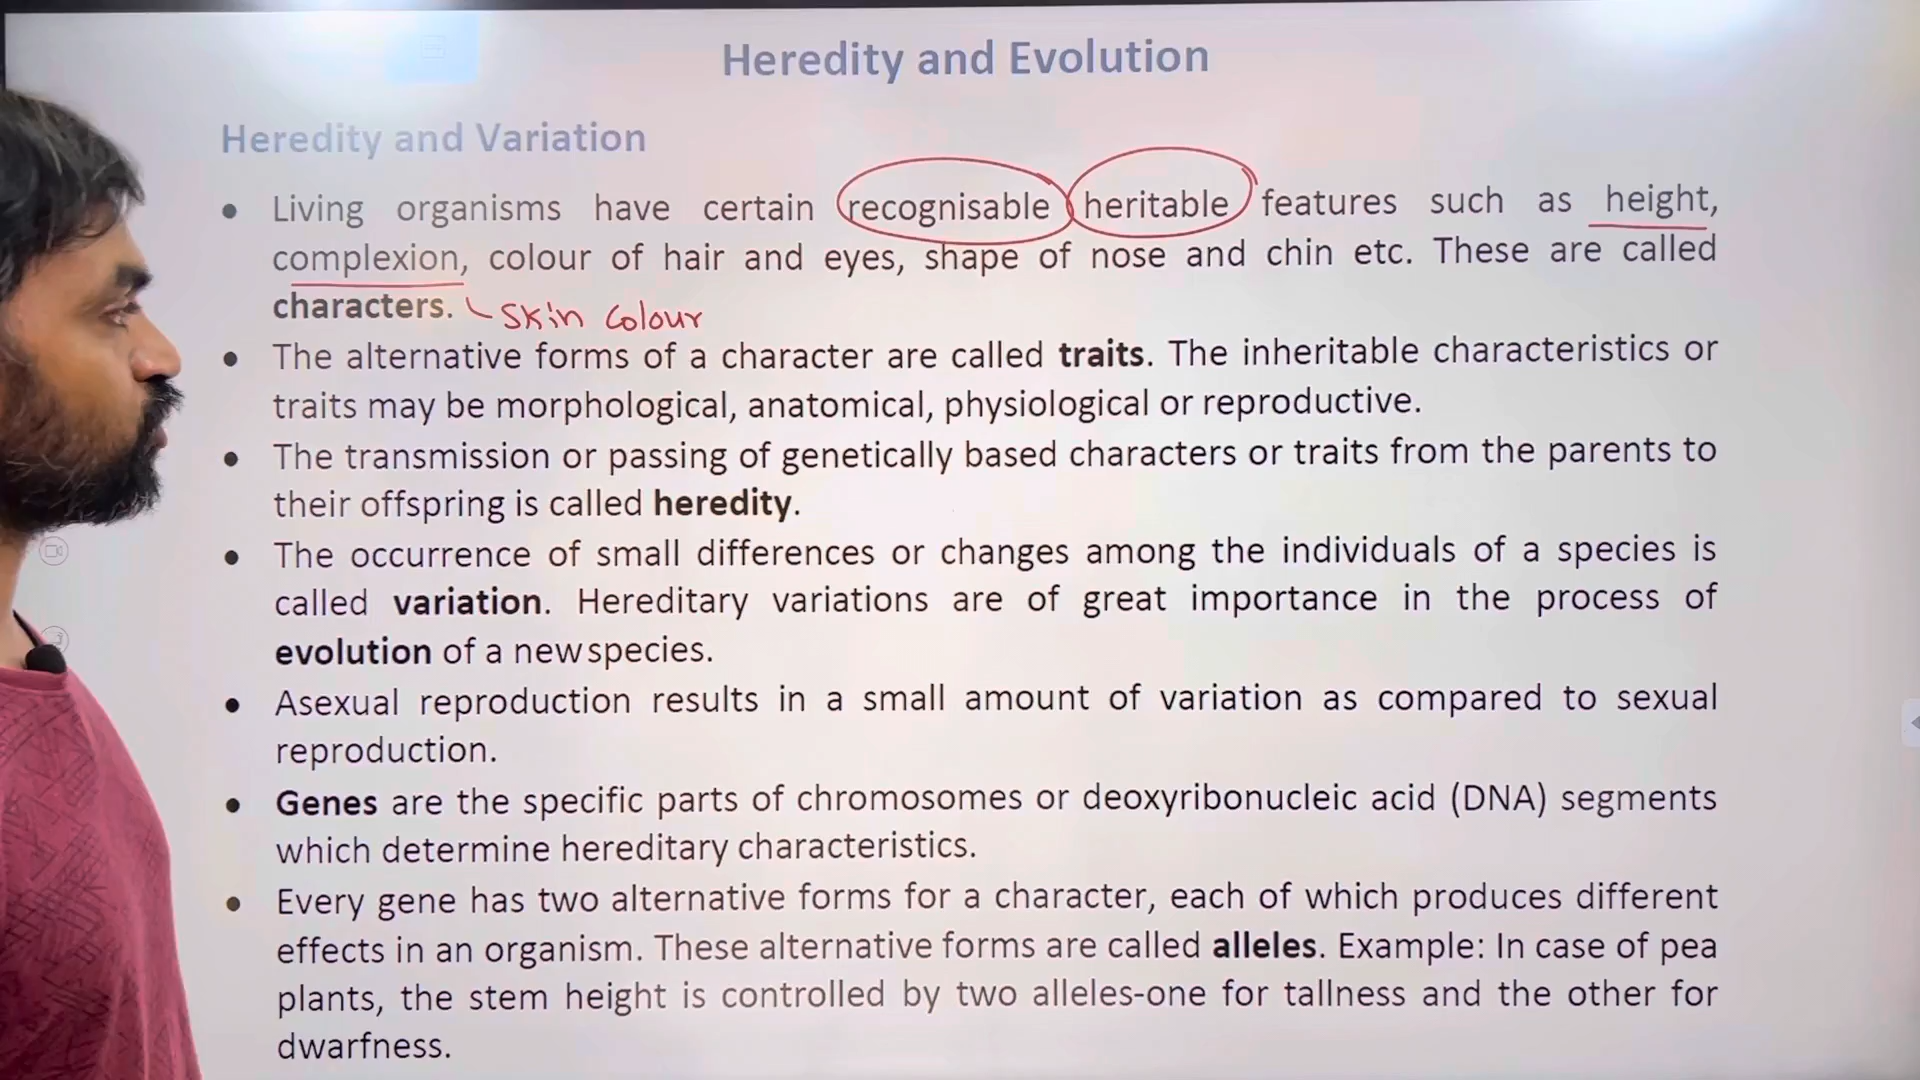 Heredity and Evolution
Heredity and Variation
• Living organisms have certain recognisable heritable features such as height,
complexion, colour of hair and eyes, shape of nose and chin etc. These are called
characters. Skin Colour
• The alternative forms of a character are called traits. The inheritable characteristics or
traits may be morphological, anatomical, physiological or reproductive.
• The transmission or passing of genetically based characters or traits from the parents to
their offspring is called heredity.
• The occurrence of small differences or changes among the individuals of a species is
called variation. Hereditary variations are of great importance in the process of
evolution of a new species.
• Asexual reproduction results in a small amount of variation as compared to sexual
reproduction.
• Genes are the specific parts of chromosomes or deoxyribonucleic acid (DNA) segments
which determine hereditary characteristics.
• Every gene has two alternative forms for a character, each of which produces different
effects in an organism. These alternative forms are called alleles. Example: In case of pea
plants, the stem height is controlled by two alleles-one for tallness and the other for
dwarfness.